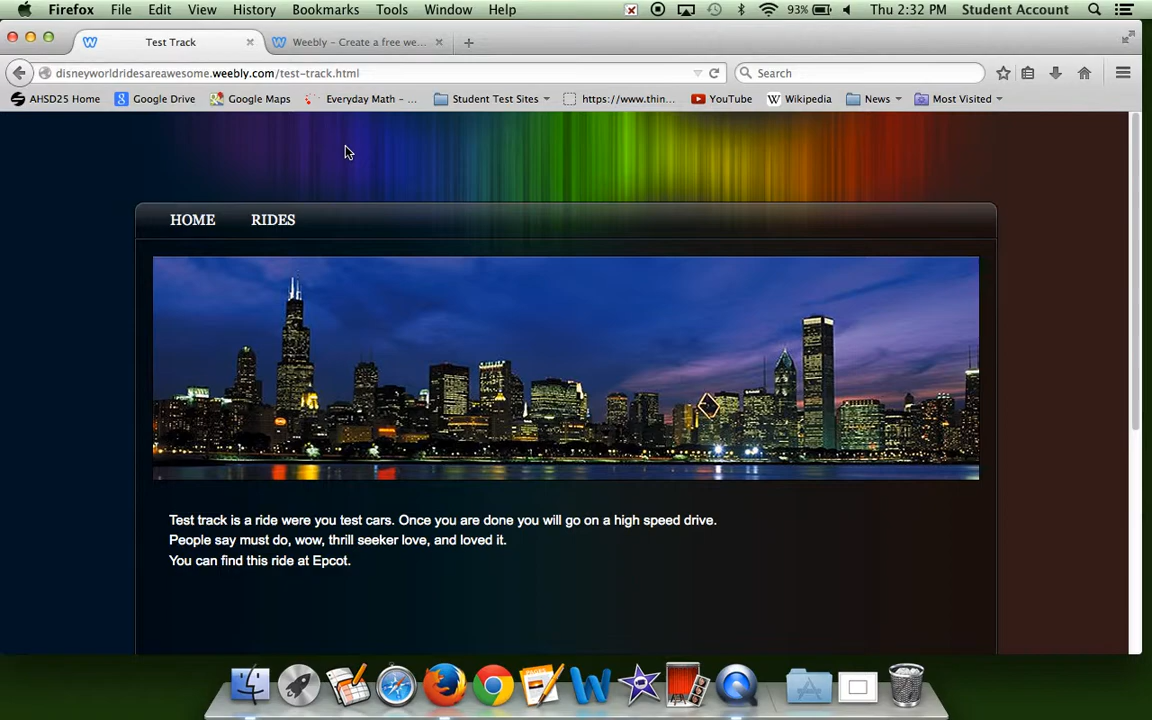 Firefox File Edit View History Bookmarks Tools Window Help 93% Thu 2:32 PM Student Account
Test Track Weebly - Create a free we...
disneyworldridesareawesome.weebly.com/test-track.html Search
AHSD25 Home Google Drive Google Maps Everyday Math - ... Student Test Sites https://www.thin... YouTube Wikipedia News Most Visited
HOME RIDES
Test track is a ride were you test cars. Once you are done you will go on a high speed drive.
People say must do, wow, thrill seeker love, and loved it.
You can find this ride at Epcot.